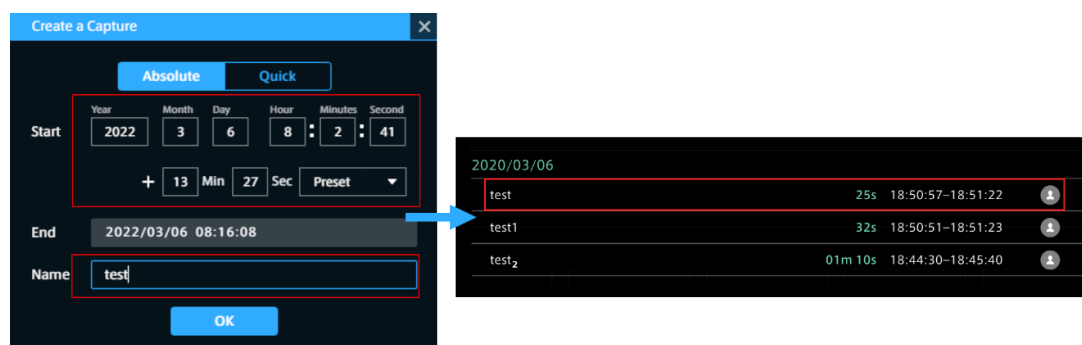 Create a Capture ×
Absolute Quick
Year Month Day Hour Minutes Second
Start 2022 3 6 8 : 2 : 41
+ 13 Min 27 Sec Preset
End 2022/03/06 08:16:08
Name test
OK
2020/03/06
test 25s 18:50:57–18:51:22
test1 32s 18:50:51–18:51:23
test₂ 01m 10s 18:44:30–18:45:40